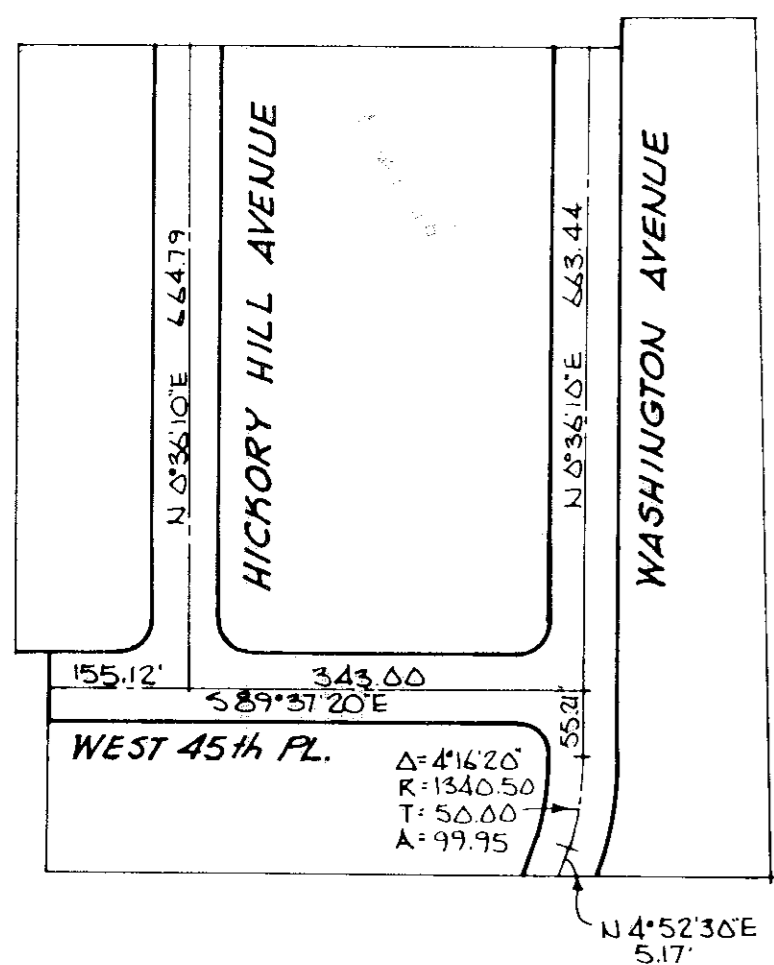 HICKORY HILL AVENUE
WASHINGTON AVENUE
N 0°36'10"E 664.79
N 0°36'10"E 663.44
155.12'
343.00
S 89°37'20"E
55.21'
WEST 45th PL.
Δ=4°16'20"
R=1340.50
T=50.00
A=99.95
N 4°52'30"E
5.17'